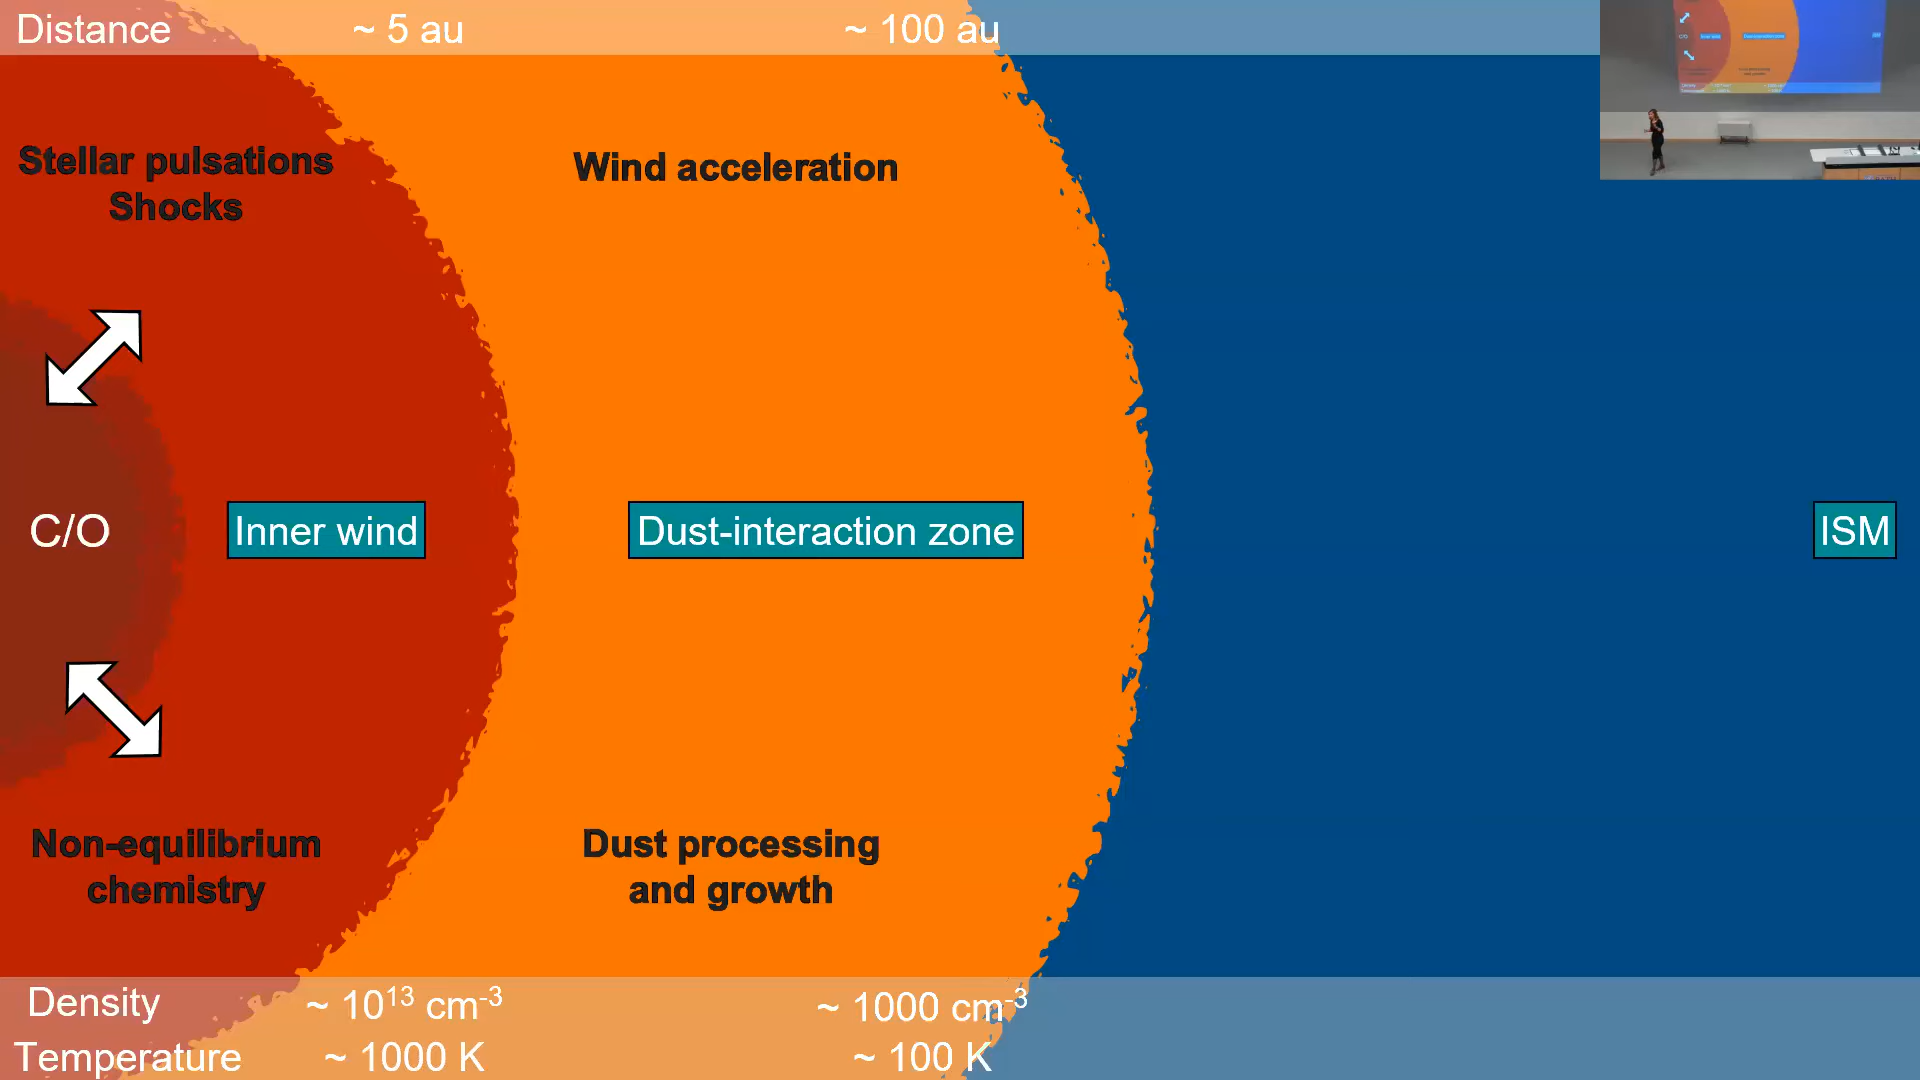 Distance ~ 5 au ~ 100 au
Stellar pulsations
Shocks
Wind acceleration
C/O
Inner wind
Dust-interaction zone
ISM
Non-equilibrium
chemistry
Dust processing
and growth
Density ~ 10¹³ cm⁻³ ~ 1000 cm⁻³
Temperature ~ 1000 K ~ 100 K